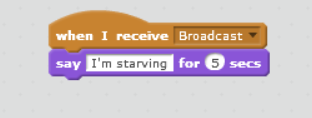 when I receive Broadcast
say I'm starving for 5 secs